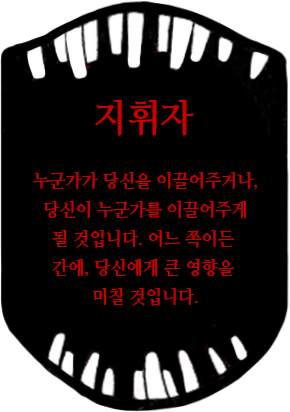 지휘자
누군가가 당신을 이끌어주거나,
당신이 누군가를 이끌어주게
될 것입니다. 어느 쪽이든
간에, 당신에게 큰 영향을
미칠 것입니다.